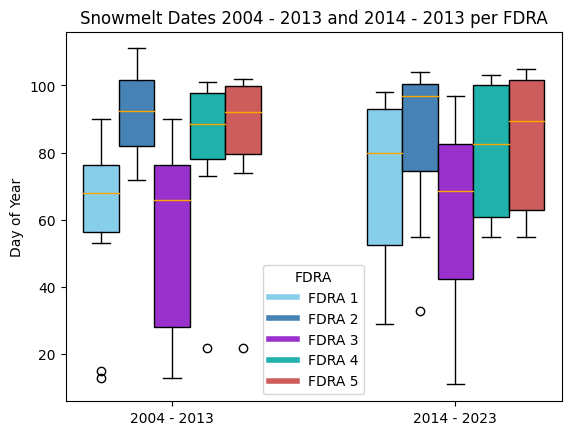 Snowmelt Dates 2004 - 2013 and 2014 - 2013 per FDRA
Day of Year
100
80
60
40
20
FDRA
FDRA 1
FDRA 2
FDRA 3
FDRA 4
FDRA 5
2004 - 2013
2014 - 2023